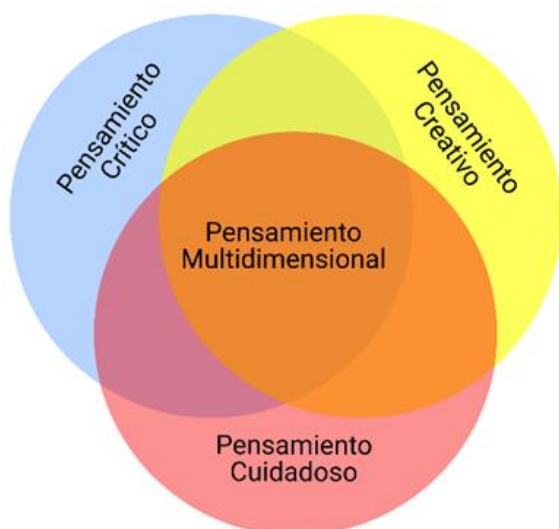 Pensamiento
Crítico
Pensamiento
Creativo
Pensamiento
Multidimensional
Pensamiento
Cuidadoso